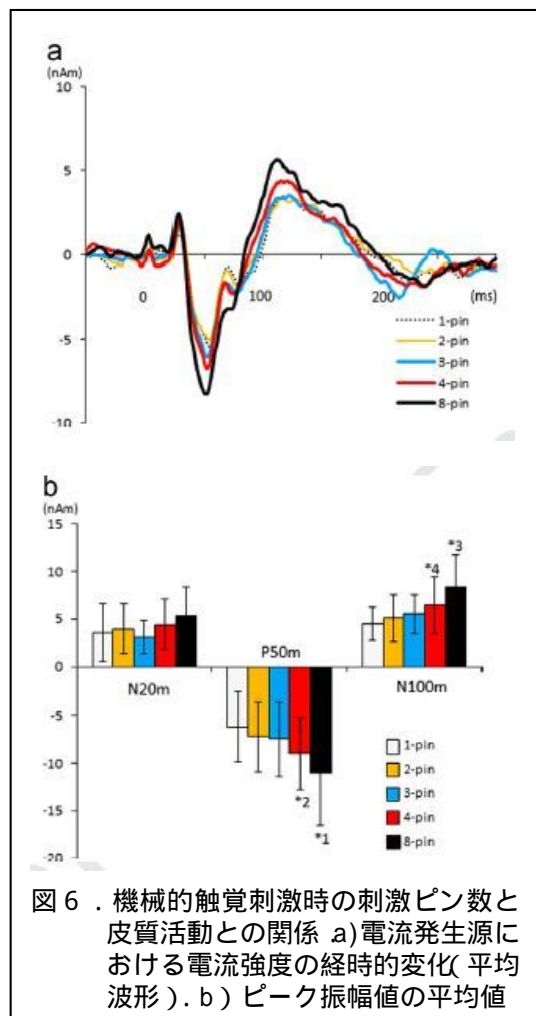 a
(nAm)
10
5
0
-5
-10
0 100 200 (ms)
1-pin
2-pin
3-pin
4-pin
8-pin
b
(nAm)
15
10
5
0
-5
-10
-15
-20
*4 *3
P50m
N20m N100m
*2
*1
1-pin
2-pin
3-pin
4-pin
8-pin
図6．機械的触覚刺激時の刺激ピン数と
皮質活動との関係.a)電流発生源に
おける電流強度の経時的変化(平均
波形).b)ピーク振幅値の平均値